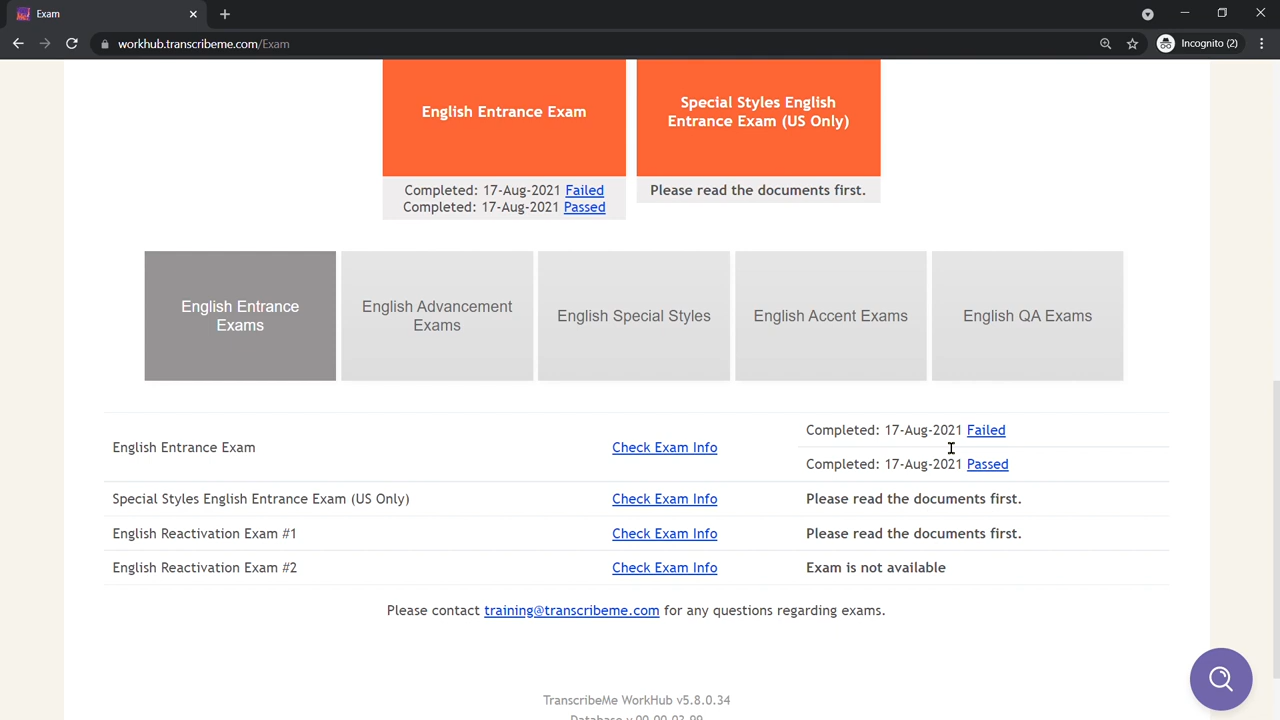 Exam
workhub.transcribeme.com/Exam
Incognito (2)
English Entrance Exam
Special Styles English
Entrance Exam (US Only)
Completed: 17-Aug-2021 Failed
Completed: 17-Aug-2021 Passed
Please read the documents first.
English Entrance
Exams
English Advancement
Exams
English Special Styles
English Accent Exams
English QA Exams
English Entrance Exam
Check Exam Info
Completed: 17-Aug-2021 Failed
Completed: 17-Aug-2021 Passed
Special Styles English Entrance Exam (US Only) Check Exam Info Please read the documents first.
English Reactivation Exam #1 Check Exam Info Please read the documents first.
English Reactivation Exam #2 Check Exam Info Exam is not available
Please contact training@transcribeme.com for any questions regarding exams.
TranscribeMe WorkHub v5.8.0.34
Database v.00.00.03.99